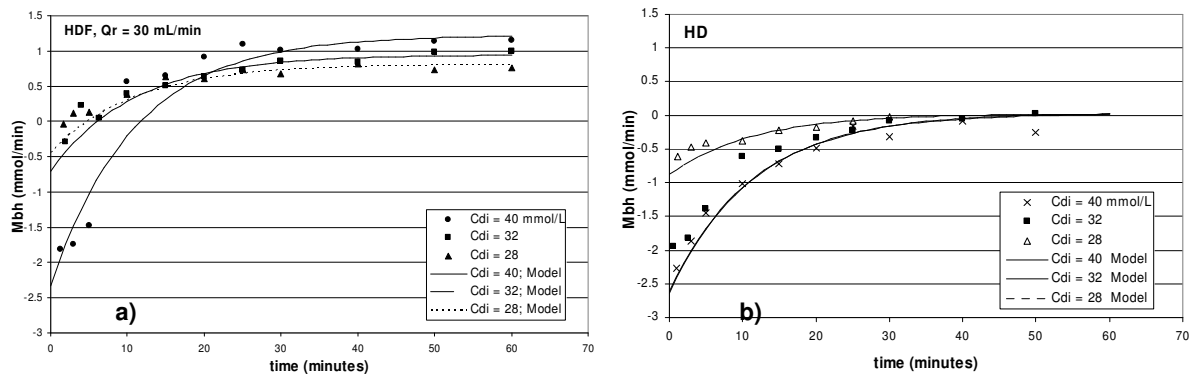 HDF, Qr = 30 mL/min
1.5
1
0.5
0
-0.5
-1
-1.5
-2
-2.5
-3
Mbh (mmol/min)
0 10 20 30 40 50 60 70
time (minutes)
Cdi = 40 mmol/L
Cdi = 32
Cdi = 28
Cdi = 40; Model
Cdi = 32; Model
Cdi = 28; Model
a)
HD
1.5
1
0.5
0
-0.5
-1
-1.5
-2
-2.5
-3
Mbh (mmol/min)
0 10 20 30 40 50 60 70
time (minutes)
Cdi = 40 mmol/L
Cdi = 32
Cdi = 28
Cdi = 40 Model
Cdi = 32 Model
Cdi = 28 Model
b)